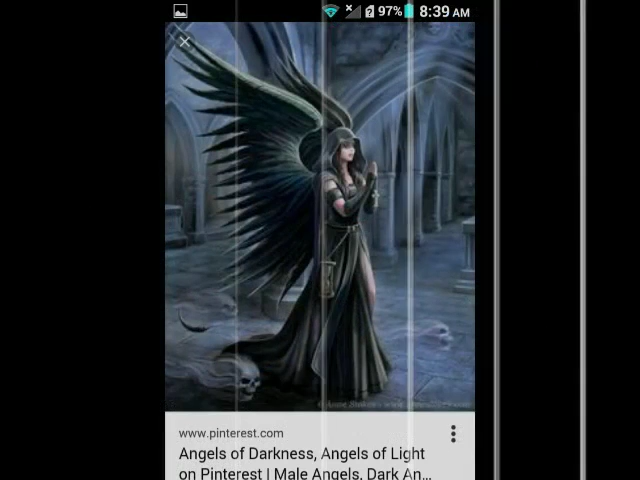 97% 8:39 AM
www.pinterest.com
Angels of Darkness, Angels of Light
on Pinterest | Male Angels, Dark An...